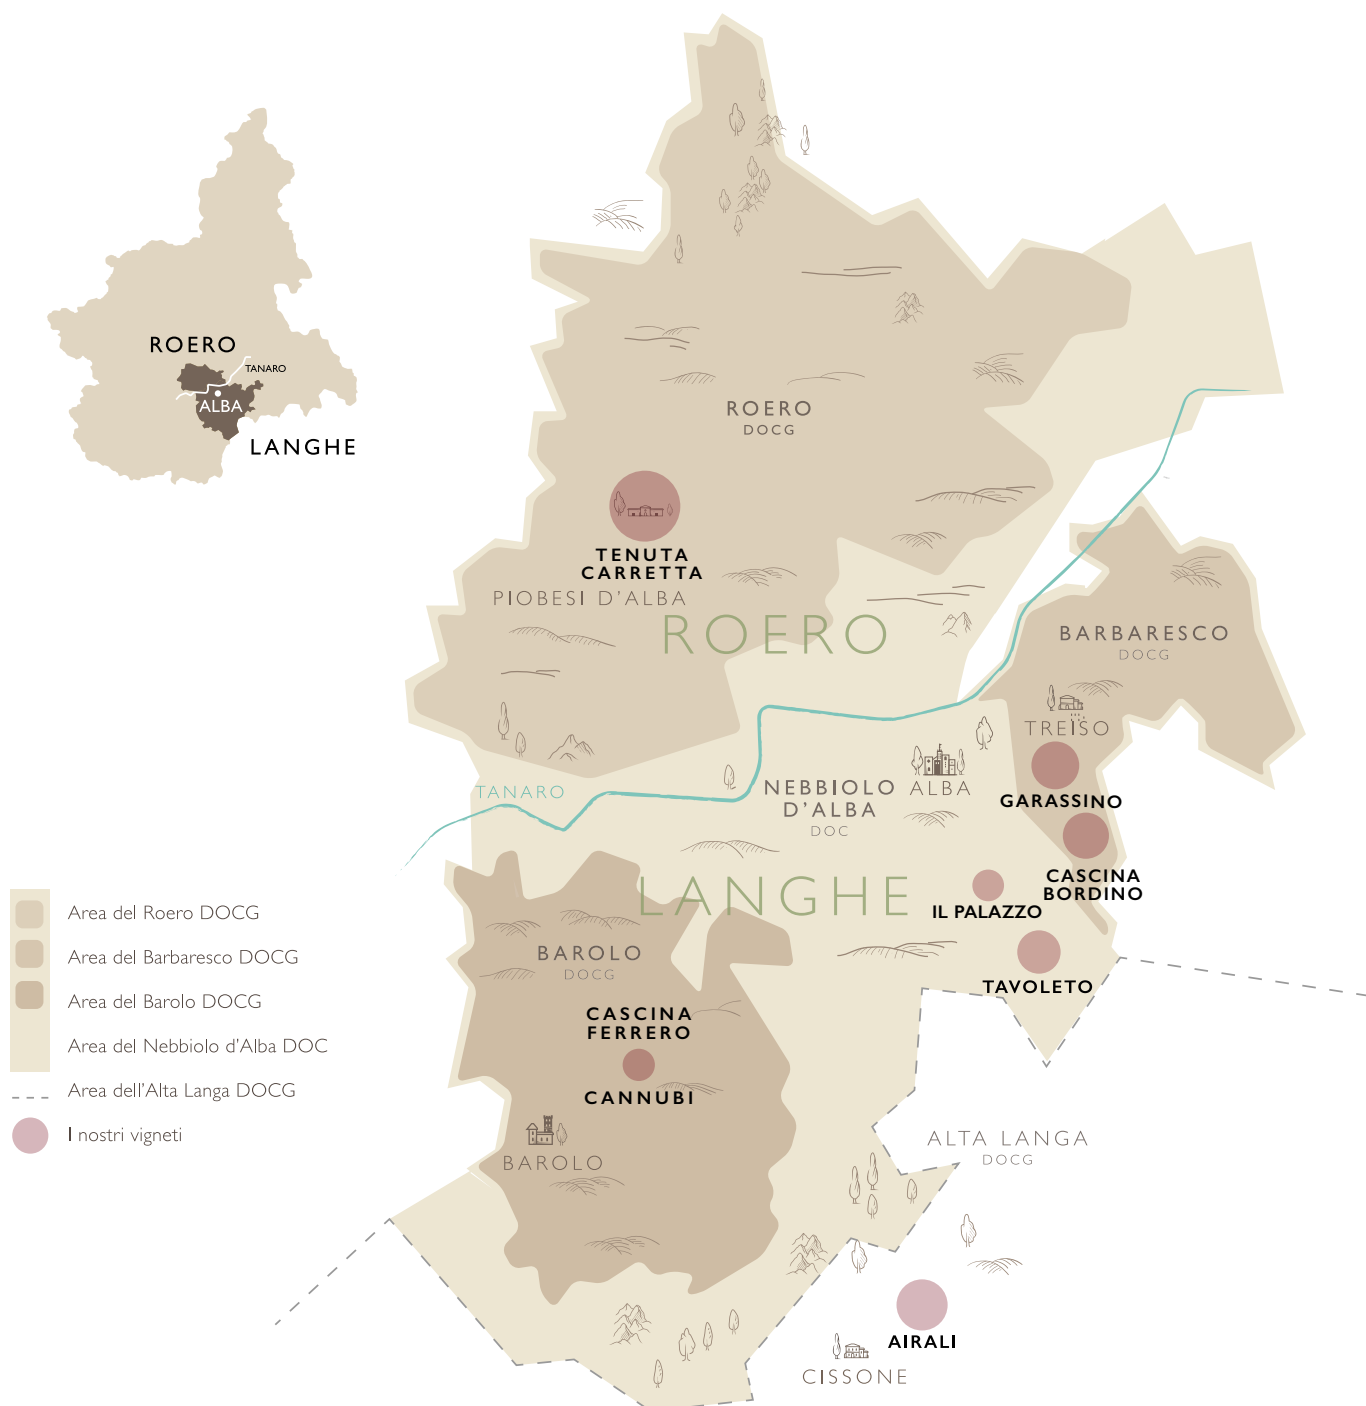 ROERO
TANARO
ALBA
LANGHE
ROERO
DOCG
TENUTA
CARRETTA
PIOBESI D'ALBA
ROERO
BARBARESCO
DOCG
TREISO
TANARO
NEBBIOLO
D'ALBA
DOC
ALBA
GARASSINO
CASCINA
BORDINO
LANGHE
IL PALAZZO
TAVOLETO
BAROLO
DOCG
CASCINA
FERRERO
CANNUBI
BAROLO
ALTA LANGA
DOCG
AIRALI
CISSONE
Area del Roero DOCG
Area del Barbaresco DOCG
Area del Barolo DOCG
Area del Nebbiolo d'Alba DOC
Area dell'Alta Langa DOCG
I nostri vigneti